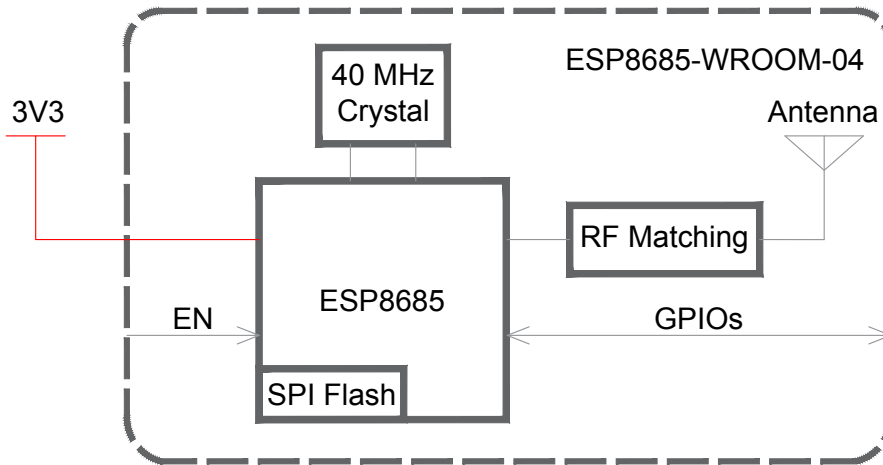 ESP8685-WROOM-04
40 MHz
Crystal
3V3
Antenna
RF Matching
ESP8685
EN
GPIOs
SPI Flash